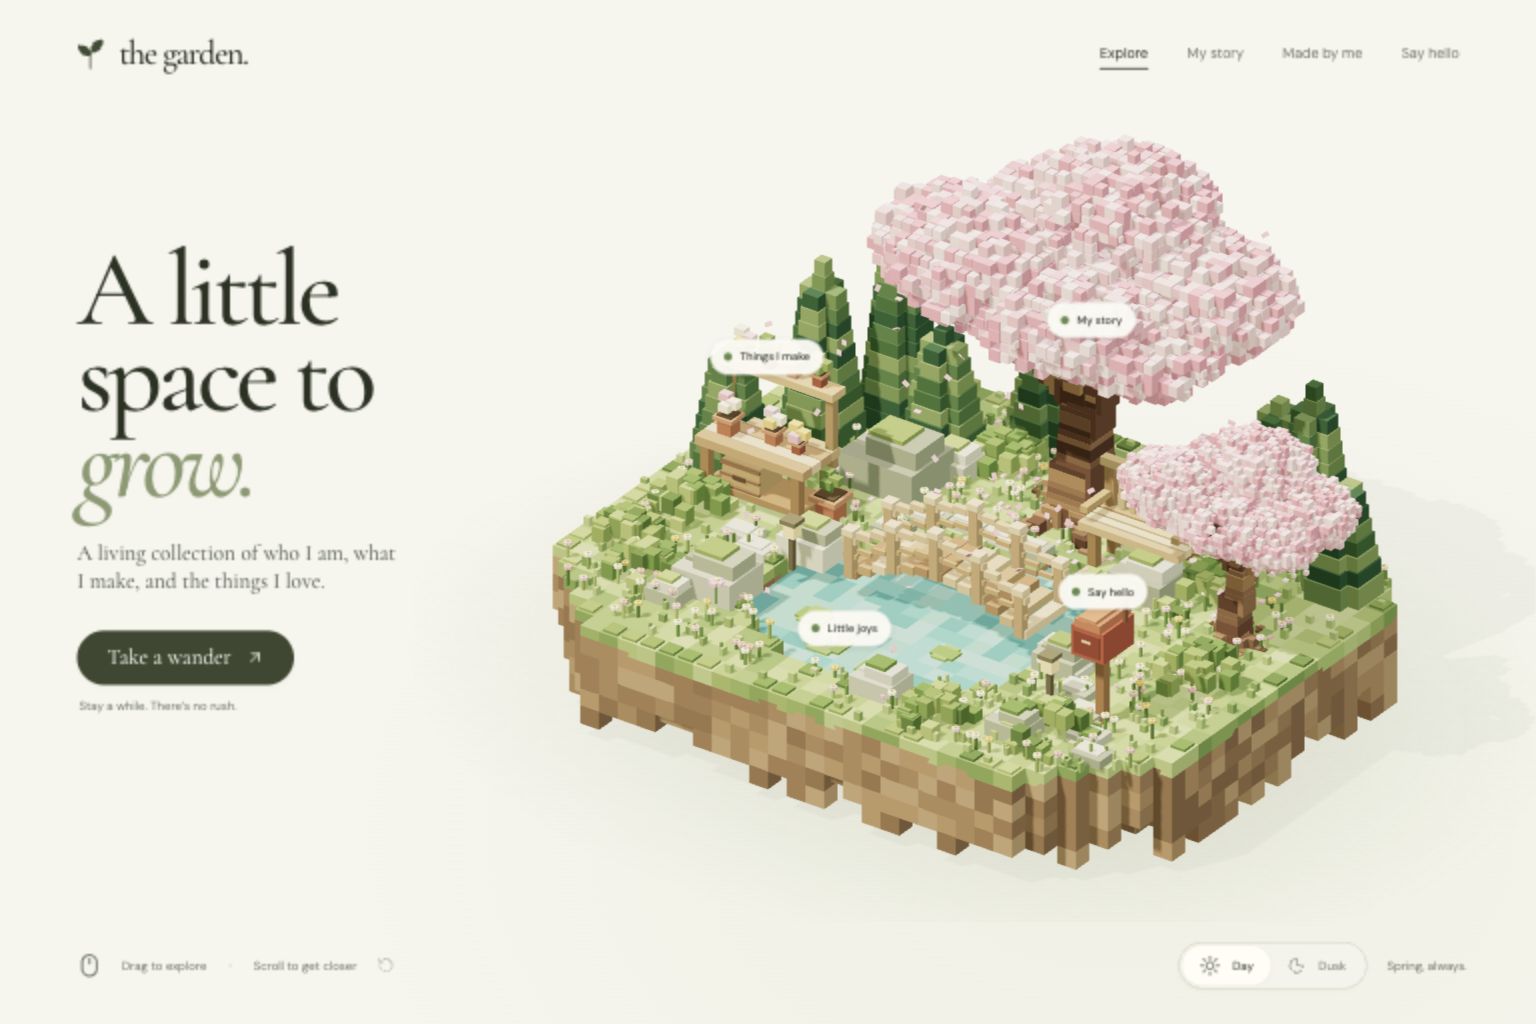 the garden.
Explore
My story
Made by me
Say hello
A little
space to
grow.
A living collection of who I am, what
I make, and the things I love.
Take a wander
Stay a while. There's no rush.
My story
Things I make
Say hello
Little joys
Drag to explore
Scroll to get closer
Day
Dusk
Spring, always.